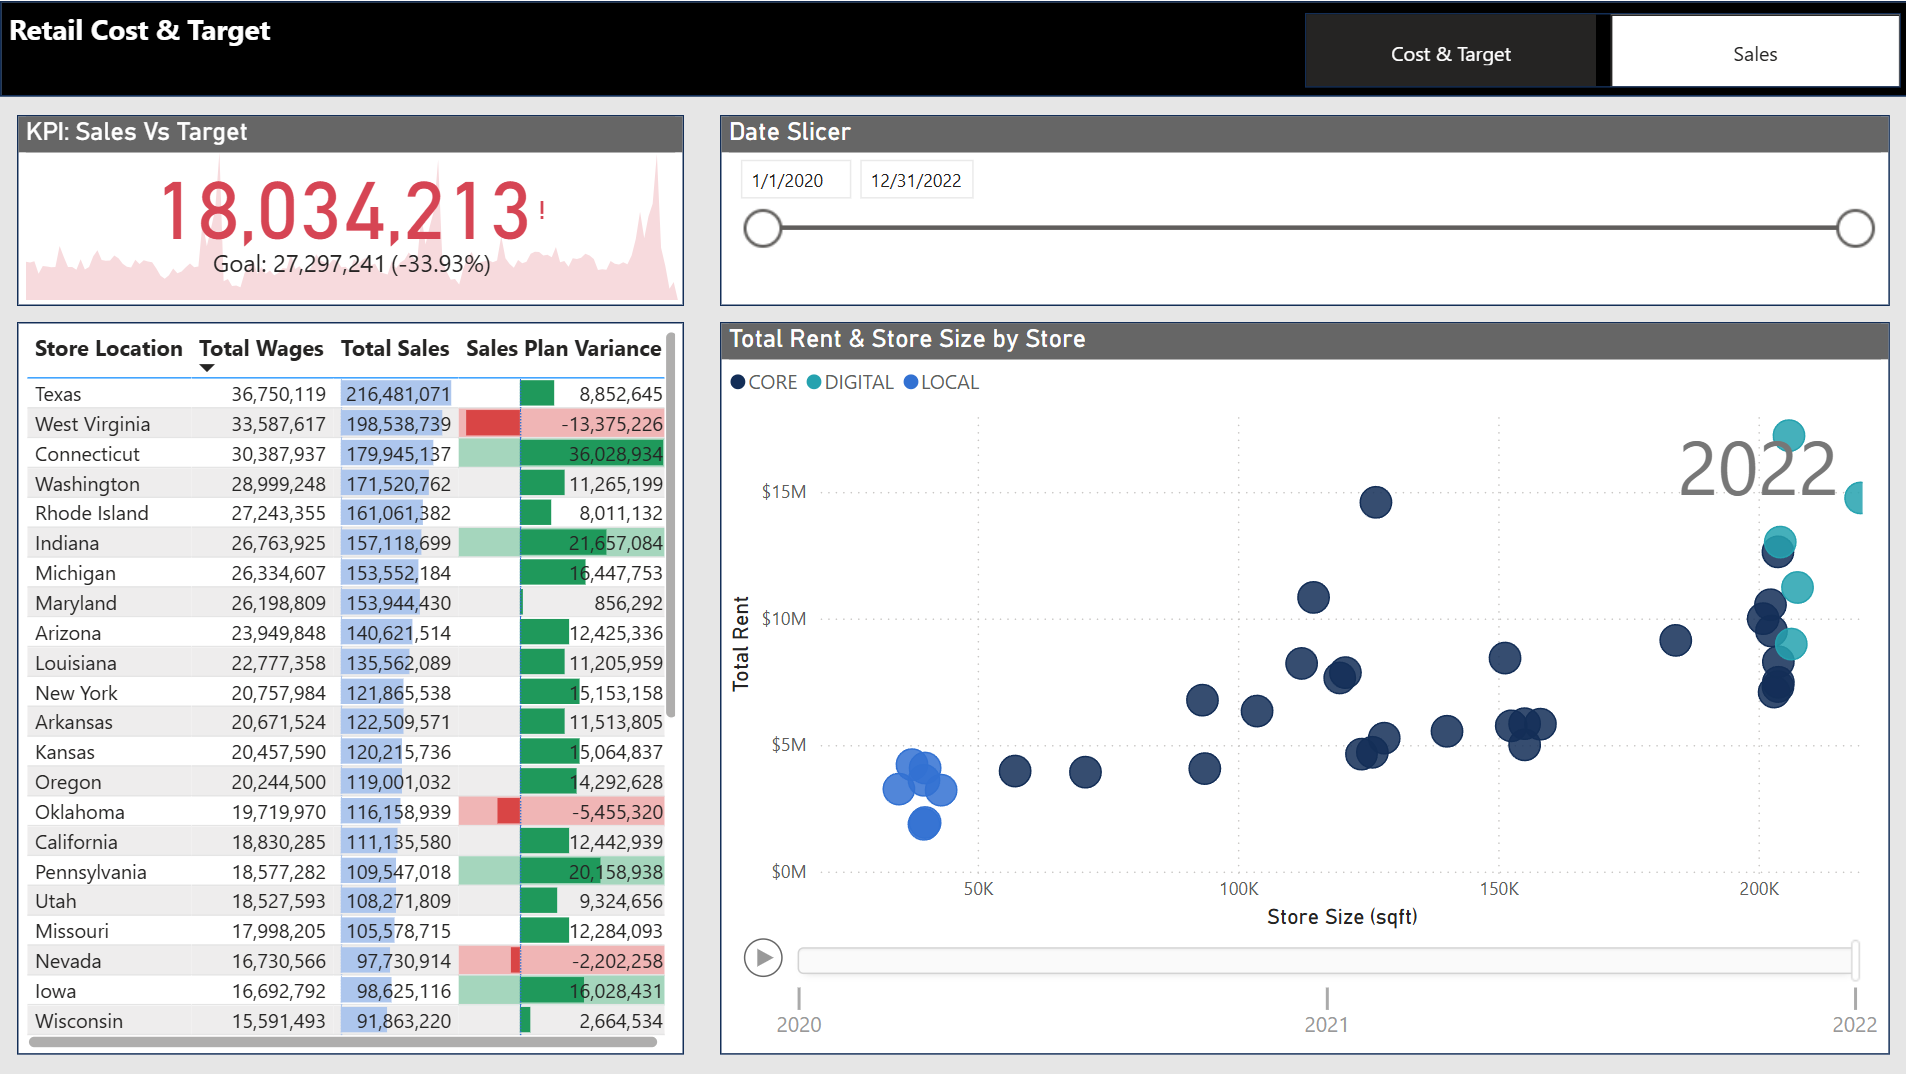 Retail Cost & Target
Cost & Target
Sales
KPI: Sales Vs Target
18,034,213!
Goal: 27,297,241 (-33.93%)
Date Slicer
1/1/2020
12/31/2022
Store Location Total Wages Total Sales Sales Plan Variance
Texas 36,750,119 216,481,071 8,852,645
West Virginia 33,587,617 198,538,739 -13,375,226
Connecticut 30,387,937 179,945,137 36,028,934
Washington 28,999,248 171,520,762 11,265,199
Rhode Island 27,243,355 161,061,382 8,011,132
Indiana 26,763,925 157,118,699 21,657,084
Michigan 26,334,607 153,552,184 16,447,753
Maryland 26,198,809 153,944,430 856,292
Arizona 23,949,848 140,621,514 12,425,336
Louisiana 22,777,358 135,562,089 11,205,959
New York 20,757,984 121,865,538 15,153,158
Arkansas 20,671,524 122,509,571 11,513,805
Kansas 20,457,590 120,215,736 15,064,837
Oregon 20,244,500 119,001,032 14,292,628
Oklahoma 19,719,970 116,158,939 -5,455,320
California 18,830,285 111,135,580 12,442,939
Pennsylvania 18,577,282 109,547,018 20,158,938
Utah 18,527,593 108,271,809 9,324,656
Missouri 17,998,205 105,578,715 12,284,093
Nevada 16,730,566 97,730,914 -2,202,258
Iowa 16,692,792 98,625,116 16,028,431
Wisconsin 15,591,493 91,863,220 2,664,534
Total Rent & Store Size by Store
CORE DIGITAL LOCAL
2022
Total Rent
$15M
$10M
$5M
$0M
50K 100K 150K 200K
Store Size (sqft)
2020 2021 2022